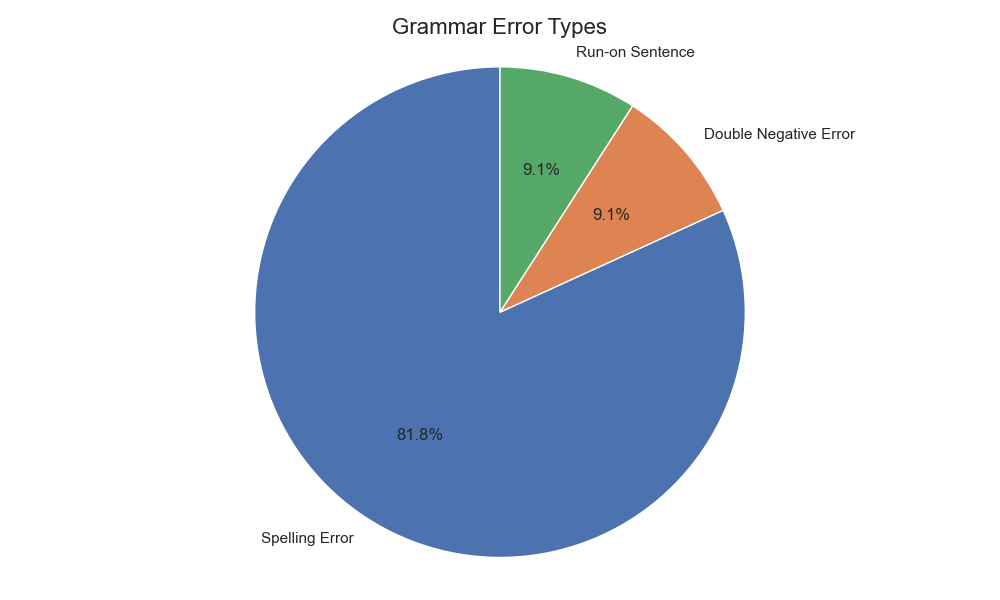 Grammar Error Types
Run-on Sentence
Double Negative Error
9.1%
9.1%
81.8%
Spelling Error